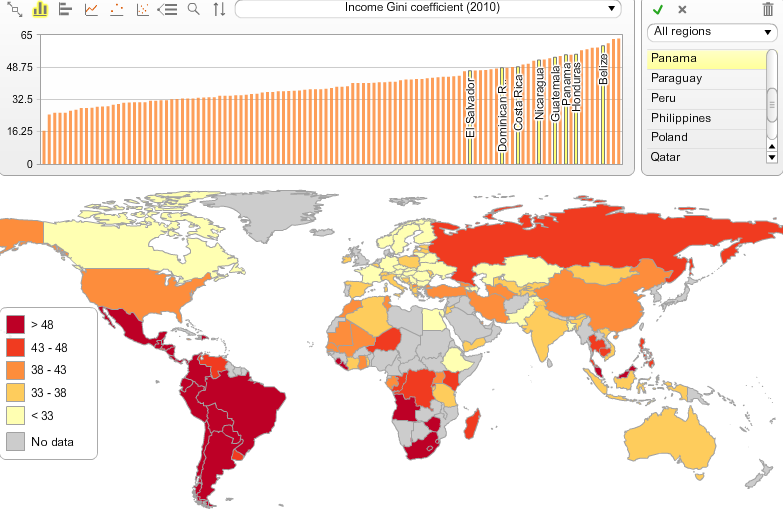 Income Gini coefficient (2010)
65
48.75
32.5
16.25
0
El Salvador
Dominican R...
Costa Rica
Nicaragua
Guatemala
Panama
Honduras
Belize
All regions
Panama
Paraguay
Peru
Philippines
Poland
Qatar
> 48
43 - 48
38 - 43
33 - 38
< 33
No data